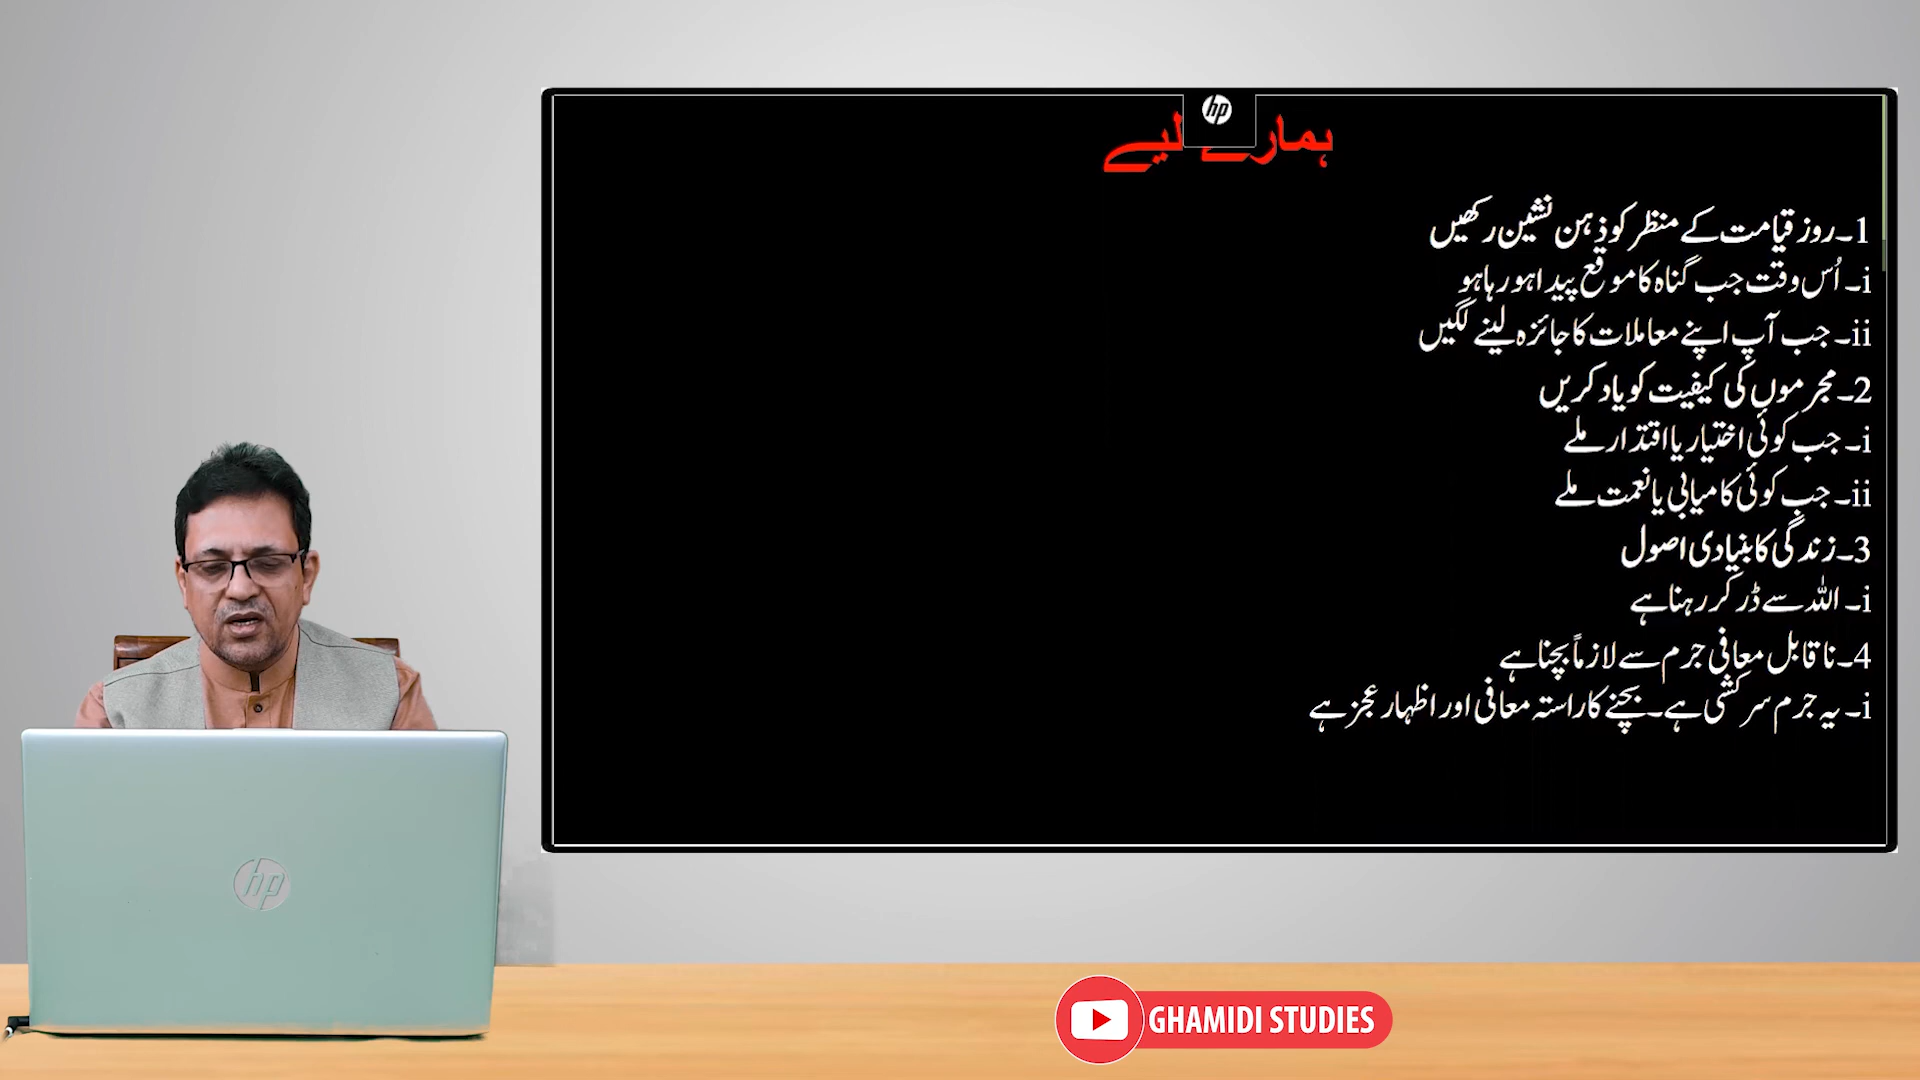 hp
ہمارے لیے
1۔روز قیامت کے منظر کو ذہن نشین رکھیں
i۔ اُس وقت جب گناہ کا موقع پیدا ہو رہا ہو
ii۔ جب آپ اپنے معاملات کا جائزہ لینے لگیں
2۔مجرموں کی کیفیت کو یاد کریں
i۔ جب کوئی اختیار یا اقتدار ملے
ii۔ جب کوئی کامیابی یا نعمت ملے
3۔زندگی کا بنیادی اصول
i۔ اللہ سے ڈر کر رہنا ہے
4۔ناقابل معافی جرم سے لازماً بچنا ہے
i۔ یہ جرم سرکشی ہے۔ بچنے کا راستہ معافی اور اظہار عجز ہے
hp
GHAMIDI STUDIES